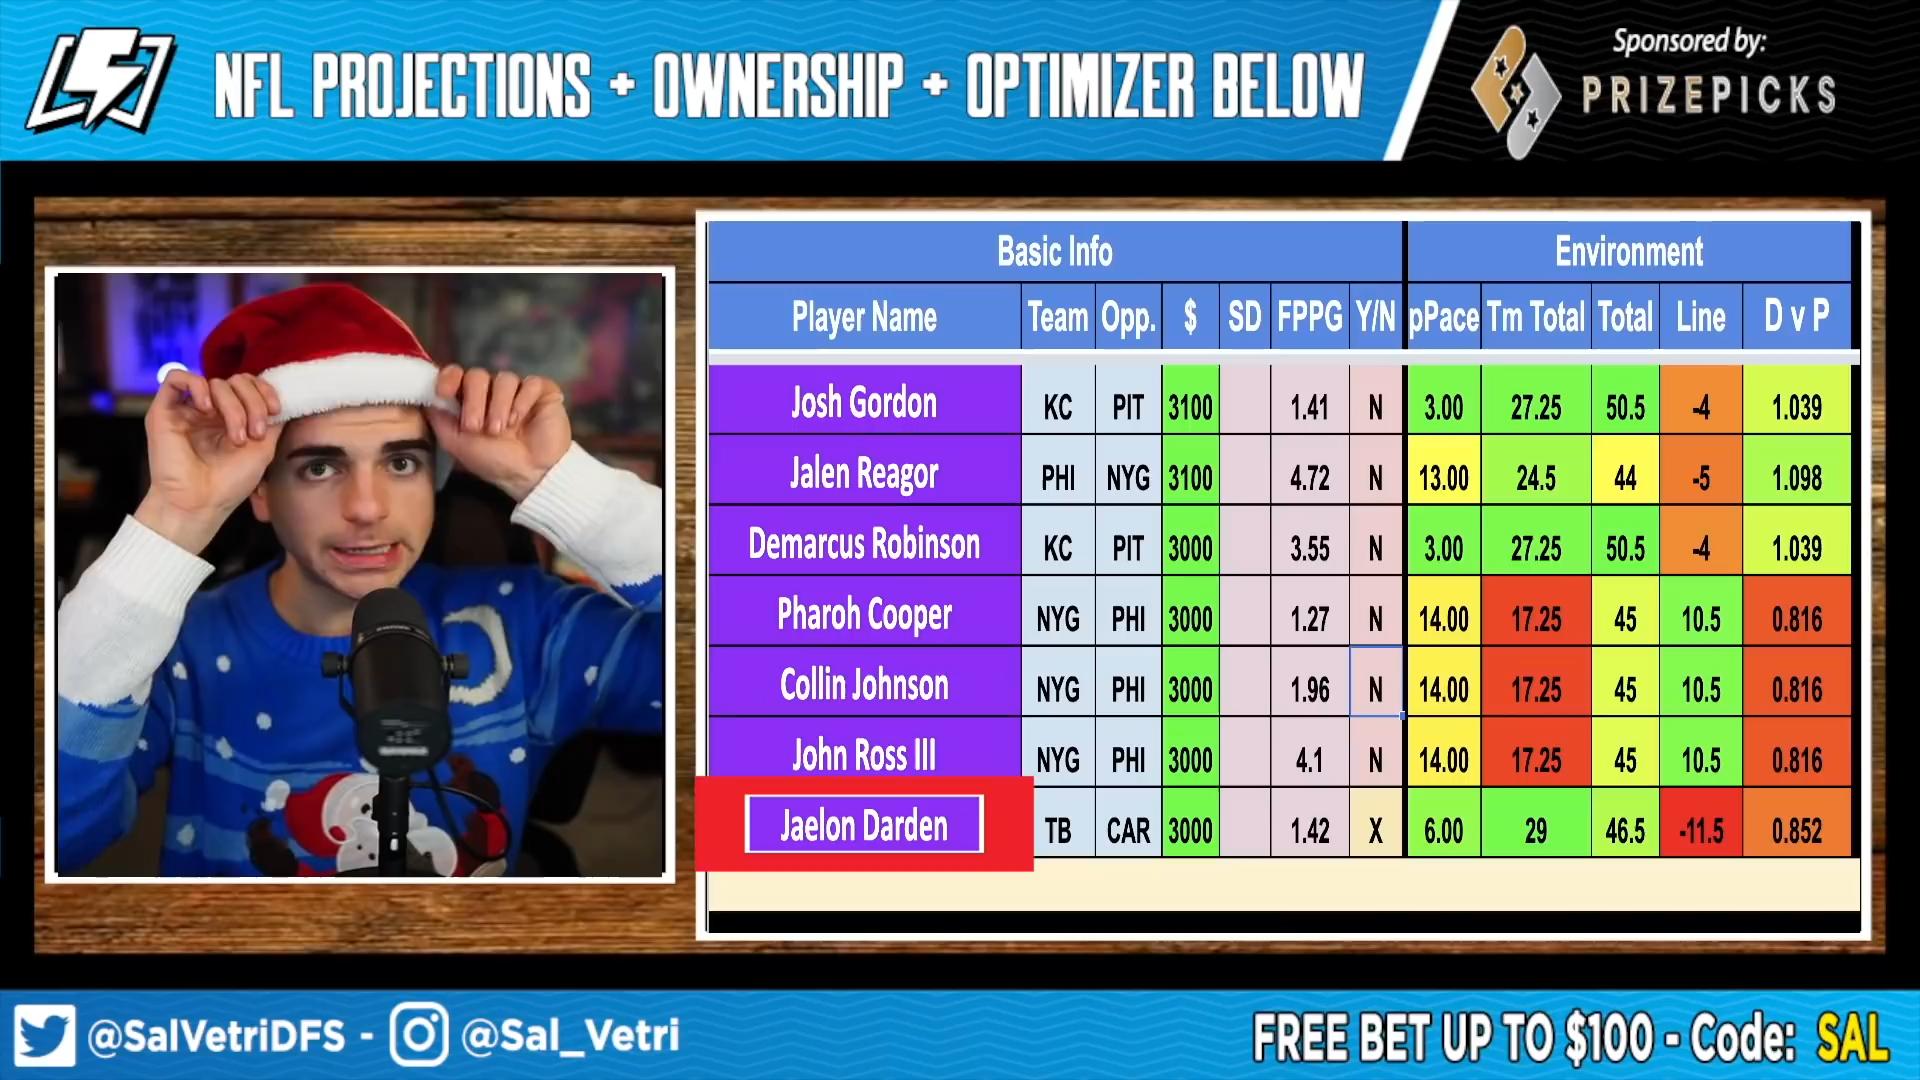 NFL PROJECTIONS + OWNERSHIP + OPTIMIZER BELOW
Sponsored by:
PRIZEPICKS
Basic Info Environment
Player Name Team Opp. $ SD FPPG Y/N pPace Tm Total Total Line D v P
Josh Gordon KC PIT 3100 1.41 N 3.00 27.25 50.5 -4 1.039
Jalen Reagor PHI NYG 3100 4.72 N 13.00 24.5 44 -5 1.098
Demarcus Robinson KC PIT 3000 3.55 N 3.00 27.25 50.5 -4 1.039
Pharoh Cooper NYG PHI 3000 1.27 N 14.00 17.25 45 10.5 0.816
Collin Johnson NYG PHI 3000 1.96 N 14.00 17.25 45 10.5 0.816
John Ross III NYG PHI 3000 4.1 N 14.00 17.25 45 10.5 0.816
Jaelon Darden TB CAR 3000 1.42 X 6.00 29 46.5 -11.5 0.852
@SalVetriDFS - @Sal_Vetri
FREE BET UP TO $100 - Code: SAL